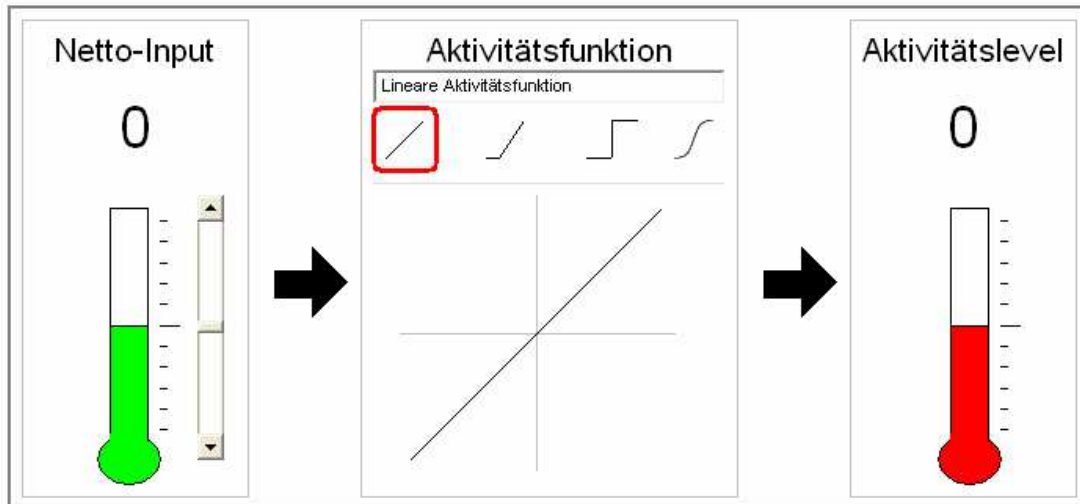 Netto-Input
0
Aktivitätsfunktion
Lineare Aktivitätsfunktion
Aktivitätslevel
0